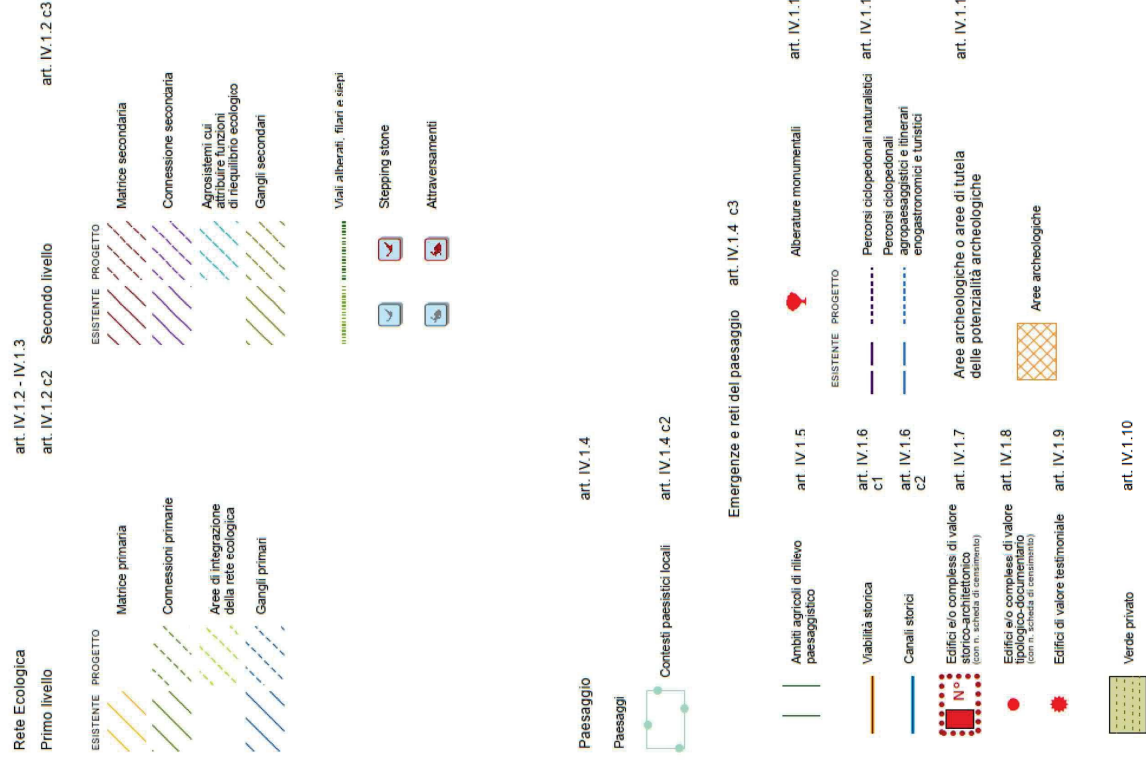 Rete Ecologica
art. IV.1.2 - IV.1.3
Primo livello
art. IV.1.2 c2
ESISTENTE PROGETTO
Matrice primaria
Connessioni primarie
Aree di integrazione
della rete ecologica
Gangli primari
Secondo livello
art. IV.1.2 c3
ESISTENTE PROGETTO
Matrice secondaria
Connessione secondaria
Agrosistemi cui
attribuire funzioni
di riequilibrio ecologico
Gangli secondari
Viali alberati, filari e siepi
Stepping stone
Attraversamenti
Paesaggio
art. IV.1.4
Paesaggi
Contesti paesistici locali
art. IV.1.4 c2
Emergenze e reti del paesaggio
art. IV.1.4 c3
Ambiti agricoli di rilievo
paesaggistico
art. IV.1.5
Viabilità storica
art. IV.1.6
c1
Canali storici
art. IV.1.6
c2
N°
Edifici e/o complessi di valore
storico-architettonico
(con n. scheda di censimento)
art. IV.1.7
Edifici e/o complessi di valore
tipologico-documentario
(con n. scheda di censimento)
art. IV.1.8
Edifici di valore testimoniale
art. IV.1.9
Verde privato
art. IV.1.10
Alberature monumentali
art. IV.1.1
ESISTENTE PROGETTO
Percorsi ciclopedonali naturalistici
art. IV.1.1
Percorsi ciclopedonali
agropaesaggistici e itinerari
enogastronomici e turistici
Aree archeologiche o aree di tutela
delle potenzialità archeologiche
art. IV.1.1
Aree archeologiche